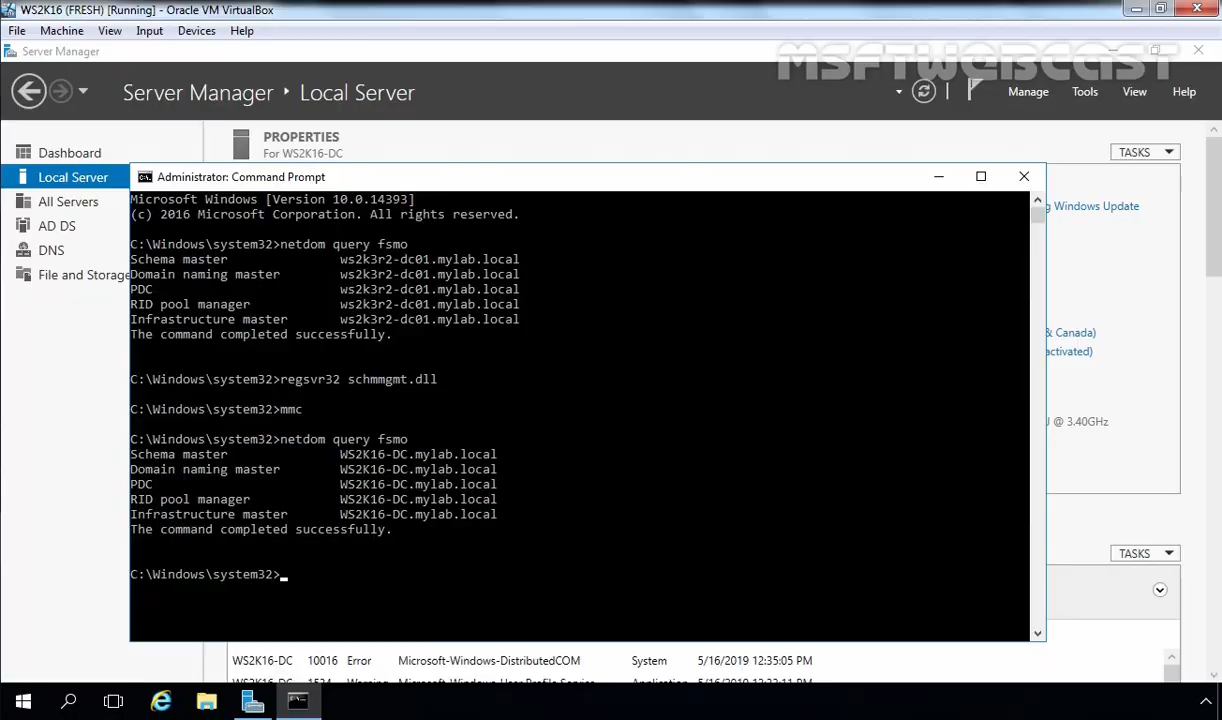 WS2K16 (FRESH) [Running] - Oracle VM VirtualBox
File Machine View Input Devices Help
Server Manager
MSFTWEBCAST
Server Manager • Local Server
Manage Tools View Help
Dashboard
Local Server
All Servers
AD DS
DNS
File and Storage
PROPERTIES
For WS2K16-DC
TASKS
g Windows Update
& Canada)
activated)
J @ 3.40GHz
TASKS
Administrator: Command Prompt
Microsoft Windows [Version 10.0.14393]
(c) 2016 Microsoft Corporation. All rights reserved.
C:\Windows\system32>netdom query fsmo
Schema master ws2k3r2-dc01.mylab.local
Domain naming master ws2k3r2-dc01.mylab.local
PDC ws2k3r2-dc01.mylab.local
RID pool manager ws2k3r2-dc01.mylab.local
Infrastructure master ws2k3r2-dc01.mylab.local
The command completed successfully.
C:\Windows\system32>regsvr32 schmmgmt.dll
C:\Windows\system32>mmc
C:\Windows\system32>netdom query fsmo
Schema master WS2K16-DC.mylab.local
Domain naming master WS2K16-DC.mylab.local
PDC WS2K16-DC.mylab.local
RID pool manager WS2K16-DC.mylab.local
Infrastructure master WS2K16-DC.mylab.local
The command completed successfully.
C:\Windows\system32>
WS2K16-DC 10016 Error Microsoft-Windows-DistributedCOM System 5/16/2019 12:35:05 PM